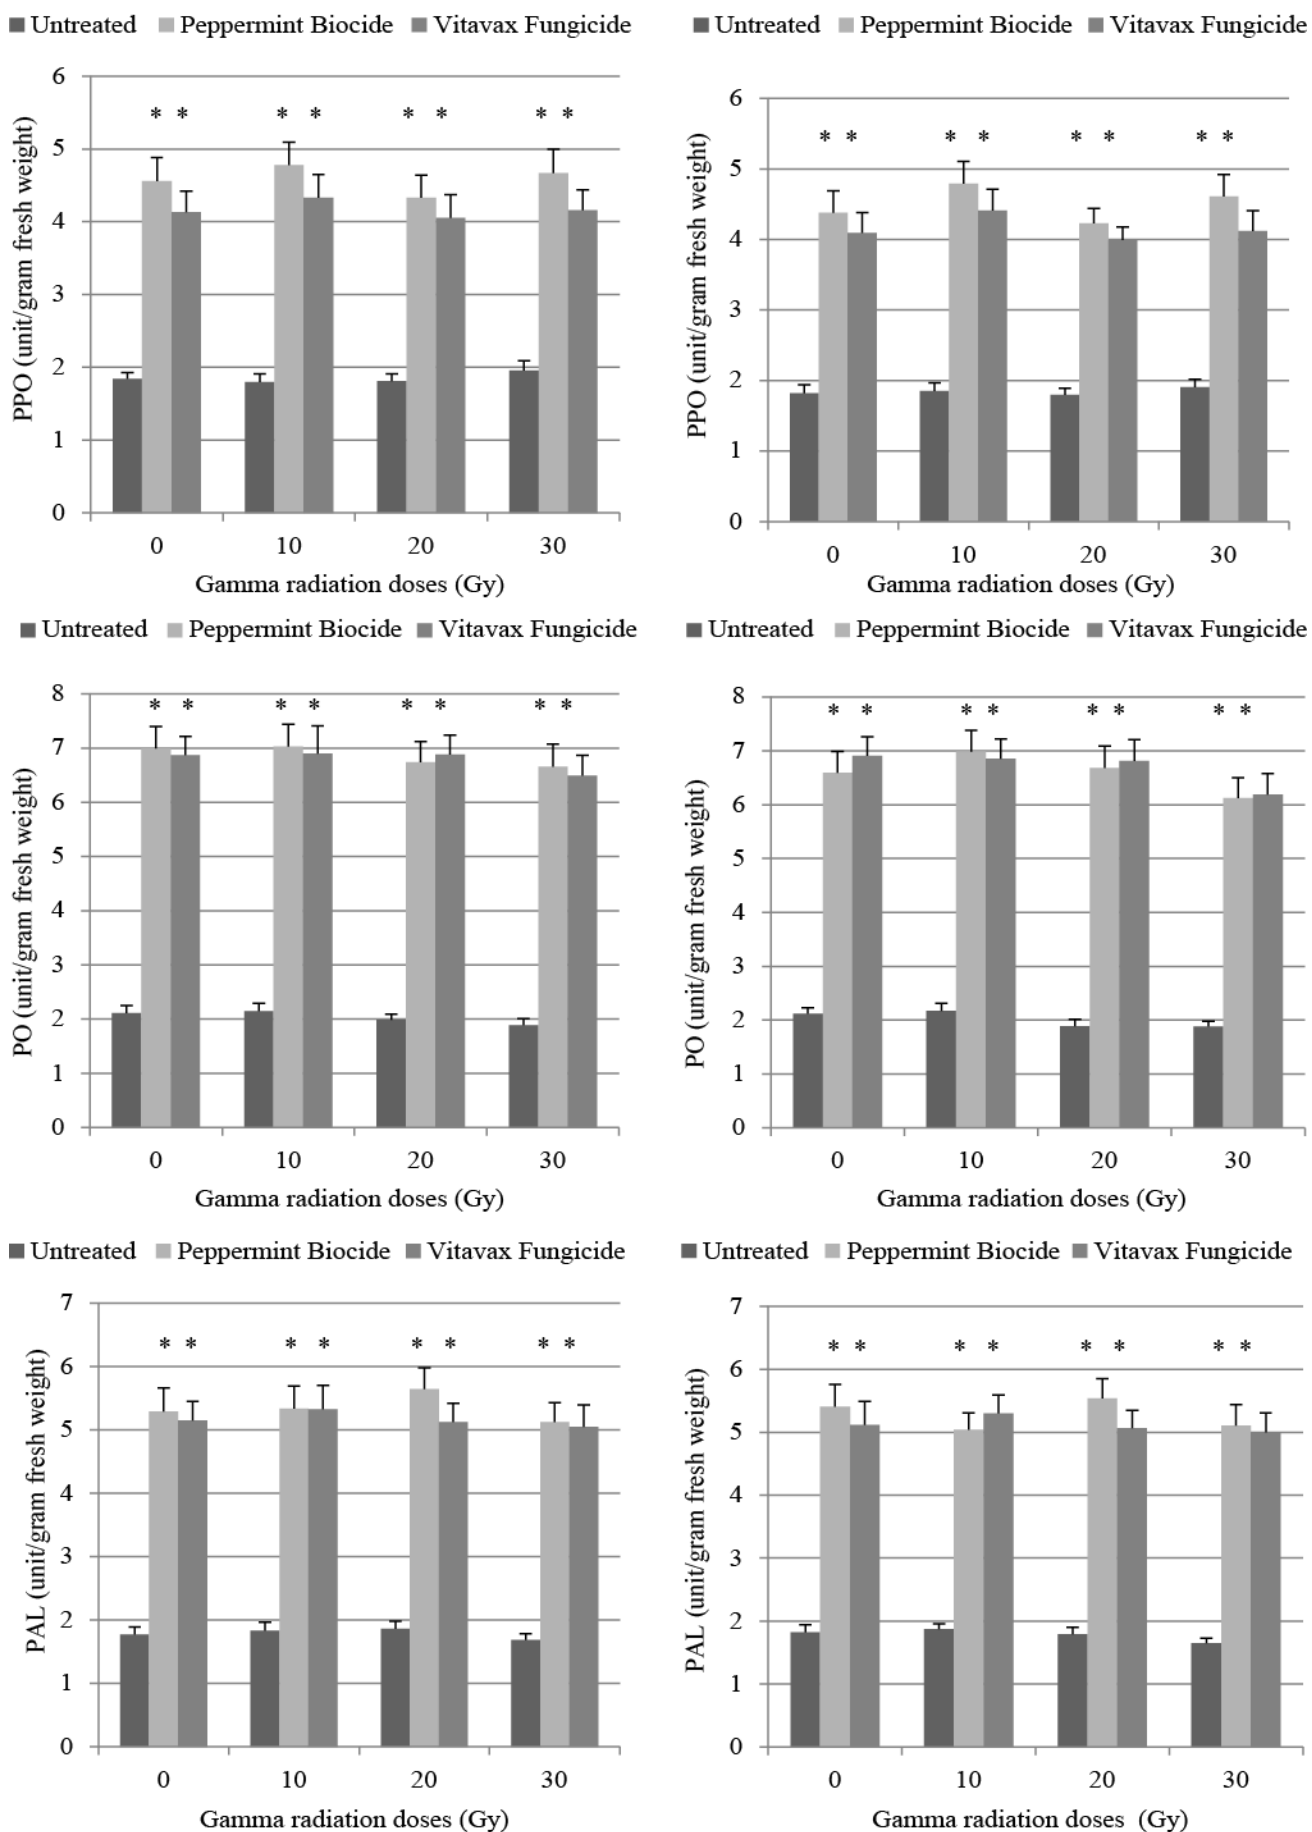 Untreated Peppermint Biocide Vitavax Fungicide
PPO (unit/gram fresh weight)
6
* * * * * * * *
5
4
3
2
1
0
0 10 20 30
Gamma radiation doses (Gy)
Untreated Peppermint Biocide Vitavax Fungicide
PPO (unit/gram fresh weight)
6
* * * * * * * *
5
4
3
2
1
0
0 10 20 30
Gamma radiation doses (Gy)
Untreated Peppermint Biocide Vitavax Fungicide
PO (unit/gram fresh weight)
8
* * * * * * * *
7
6
5
4
3
2
1
0
0 10 20 30
Gamma radiation doses (Gy)
Untreated Peppermint Biocide Vitavax Fungicide
PO (unit/gram fresh weight)
8
* * * * * * * *
7
6
5
4
3
2
1
0
0 10 20 30
Gamma radiation doses (Gy)
Untreated Peppermint Biocide Vitavax Fungicide
PAL (unit/gram fresh weight)
7
* * * * * * * *
6
5
4
3
2
1
0
0 10 20 30
Gamma radiation doses (Gy)
Untreated Peppermint Biocide Vitavax Fungicide
PAL (unit/gram fresh weight)
7
* * * * * * * *
6
5
4
3
2
1
0
0 10 20 30
Gamma radiation doses (Gy)